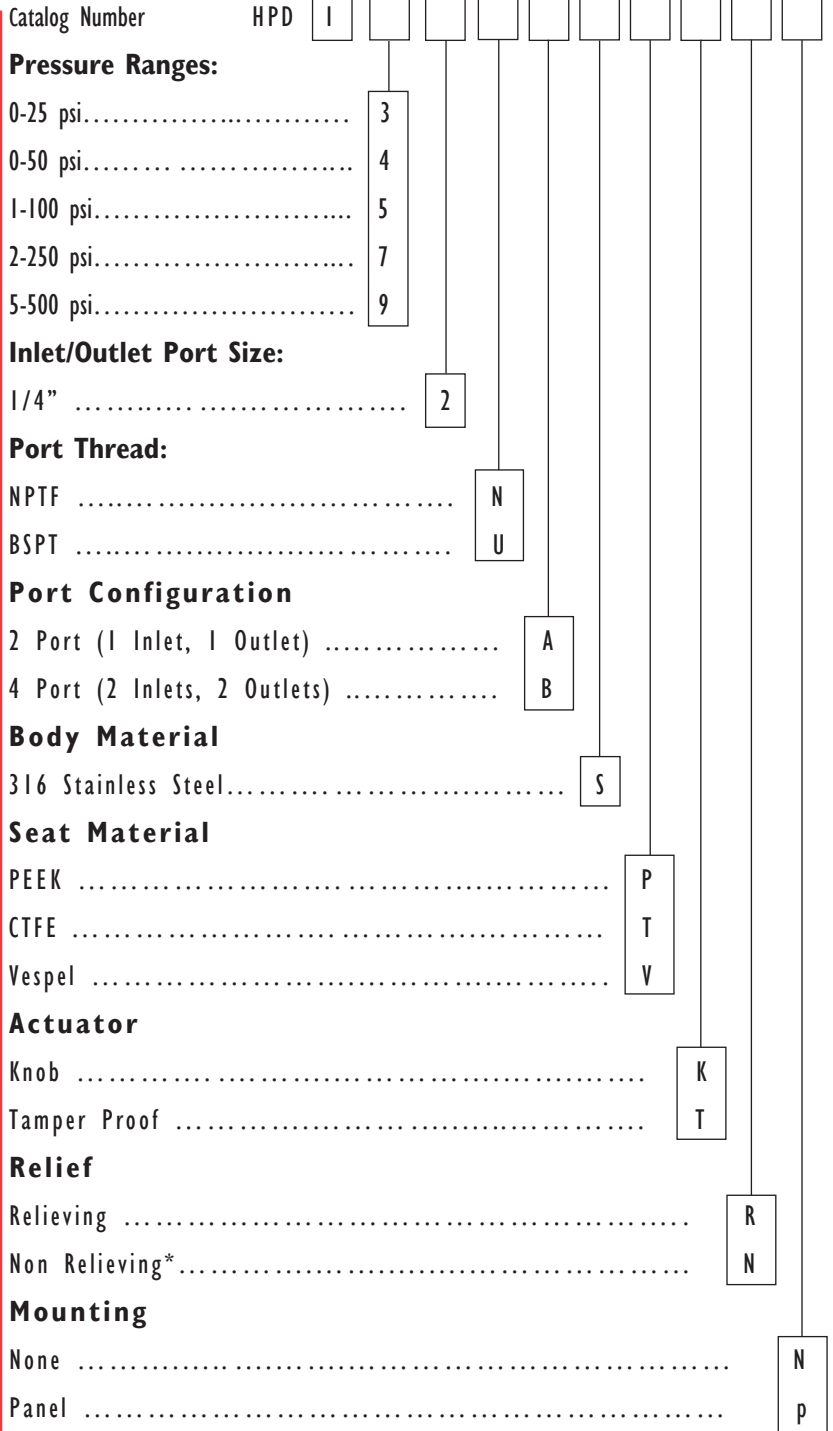 Catalog Number HPD 1
Pressure Ranges:
0-25 psi.............................. 3
0-50 psi......... .................... 4
1-100 psi............................ 5
2-250 psi............................ 7
5-500 psi............................ 9
Inlet/Outlet Port Size:
1/4” .................................... 2
Port Thread:
NPTF ..................................... N
BSPT ..................................... U
Port Configuration
2 Port (1 Inlet, 1 Outlet) .................. A
4 Port (2 Inlets, 2 Outlets) ................ B
Body Material
316 Stainless Steel................................. S
Seat Material
PEEK .................................................. P
CTFE .................................................. T
Vespel ................................................ V
Actuator
Knob ..................................................... K
Tamper Proof ............................................ T
Relief
Relieving .................................................... R
Non Relieving*................................................ N
Mounting
None ............................................................ N
Panel ........................................................... p